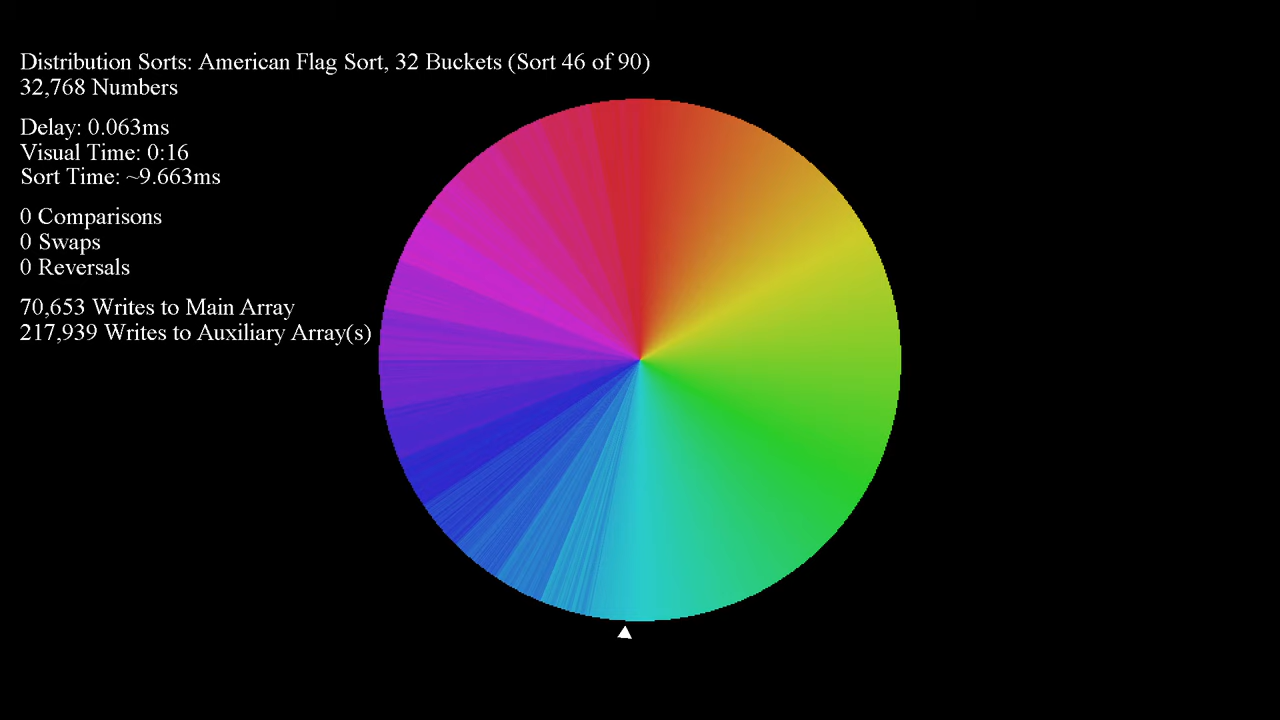 Distribution Sorts: American Flag Sort, 32 Buckets (Sort 46 of 90)
32,768 Numbers
Delay: 0.063ms
Visual Time: 0:16
Sort Time: ~9.663ms
0 Comparisons
0 Swaps
0 Reversals
70,653 Writes to Main Array
217,939 Writes to Auxiliary Array(s)